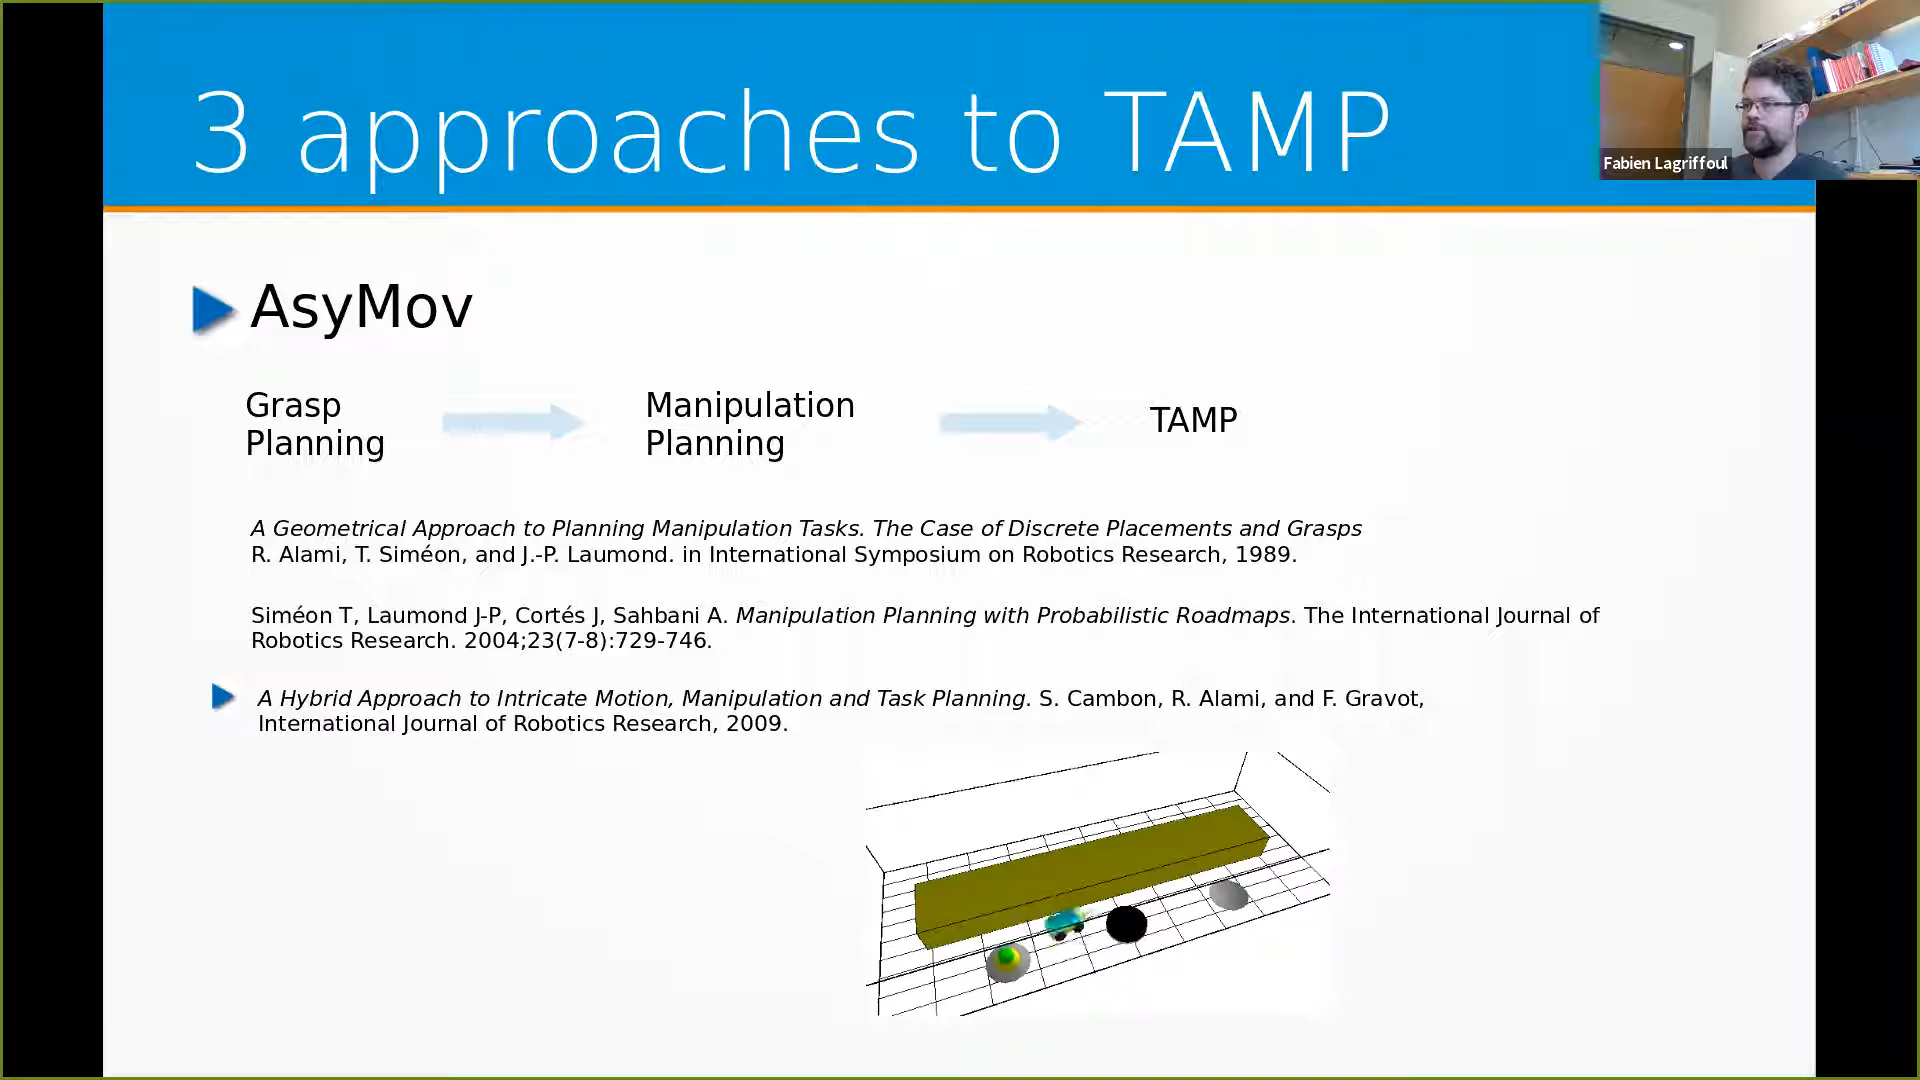 3 approaches to TAMP
Fabien Lagriffoul
AsyMov
Grasp
Planning
Manipulation
Planning
TAMP
A Geometrical Approach to Planning Manipulation Tasks. The Case of Discrete Placements and Grasps
R. Alami, T. Siméon, and J.-P. Laumond. in International Symposium on Robotics Research, 1989.
Siméon T, Laumond J-P, Cortés J, Sahbani A. Manipulation Planning with Probabilistic Roadmaps. The International Journal of
Robotics Research. 2004;23(7-8):729-746.
A Hybrid Approach to Intricate Motion, Manipulation and Task Planning. S. Cambon, R. Alami, and F. Gravot,
International Journal of Robotics Research, 2009.